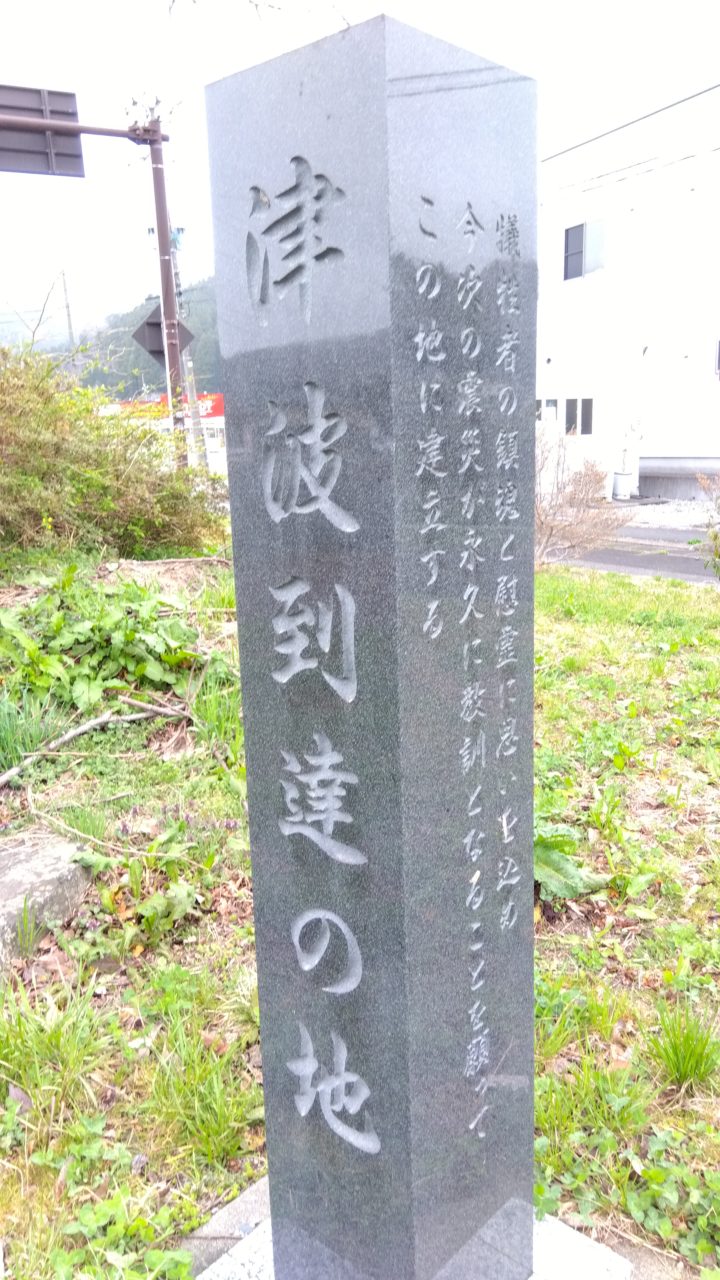 津波到達の地
犠牲者の鎮魂と慰霊に思いを込め
今次の震災が永久に教訓となることを願って
この地に建立する